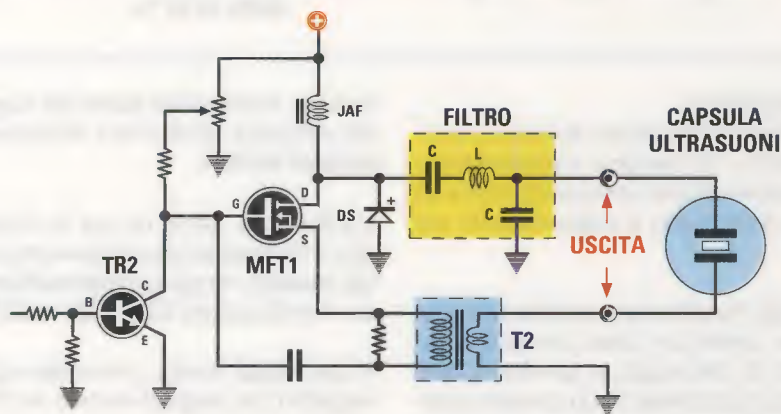 +
JAF
FILTRO
CAPSULA
ULTRASUONI
C
L
C
G
D
S
DS
+
MFT1
USCITA
TR2
B
C
E
T2